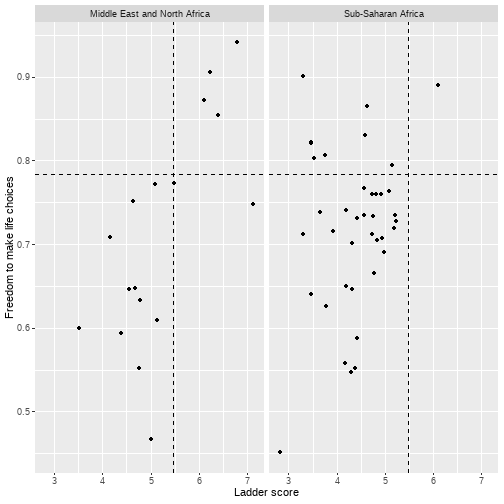 Middle East and North Africa
Sub-Saharan Africa
Freedom to make life choices
0.9
0.8
0.7
0.6
0.5
3 4 5 6 7
3 4 5 6 7
Ladder score